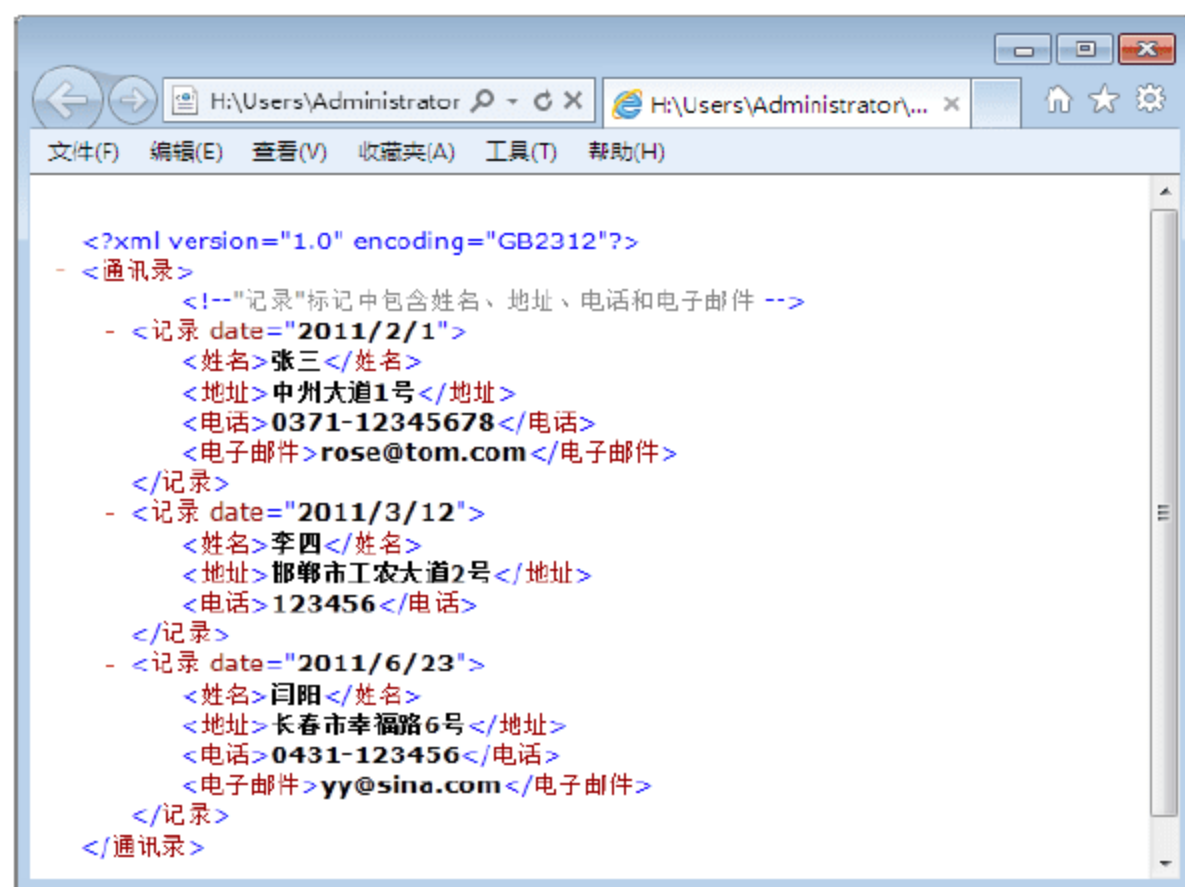 H:\Users\Administrator
H:\Users\Administrator\...
文件(F) 编辑(E) 查看(V) 收藏夹(A) 工具(T) 帮助(H)
<?xml version="1.0" encoding="GB2312"?>
- <通讯录>
<!--"记录"标记中包含姓名、地址、电话和电子邮件 -->
- <记录 date="2011/2/1">
<姓名>张三</姓名>
<地址>中州大道1号</地址>
<电话>0371-12345678</电话>
<电子邮件>rose@tom.com</电子邮件>
</记录>
- <记录 date="2011/3/12">
<姓名>李四</姓名>
<地址>邯郸市工农大道2号</地址>
<电话>123456</电话>
</记录>
- <记录 date="2011/6/23">
<姓名>闫阳</姓名>
<地址>长春市幸福路6号</地址>
<电话>0431-123456</电话>
<电子邮件>yy@sina.com</电子邮件>
</记录>
</通讯录>